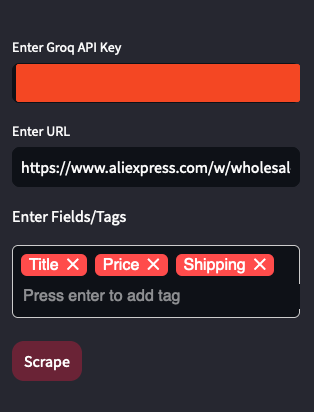 Enter Groq API Key
Enter URL
https://www.aliexpress.com/w/wholesal
Enter Fields/Tags
Title ✕ Price ✕ Shipping ✕
Press enter to add tag
Scrape